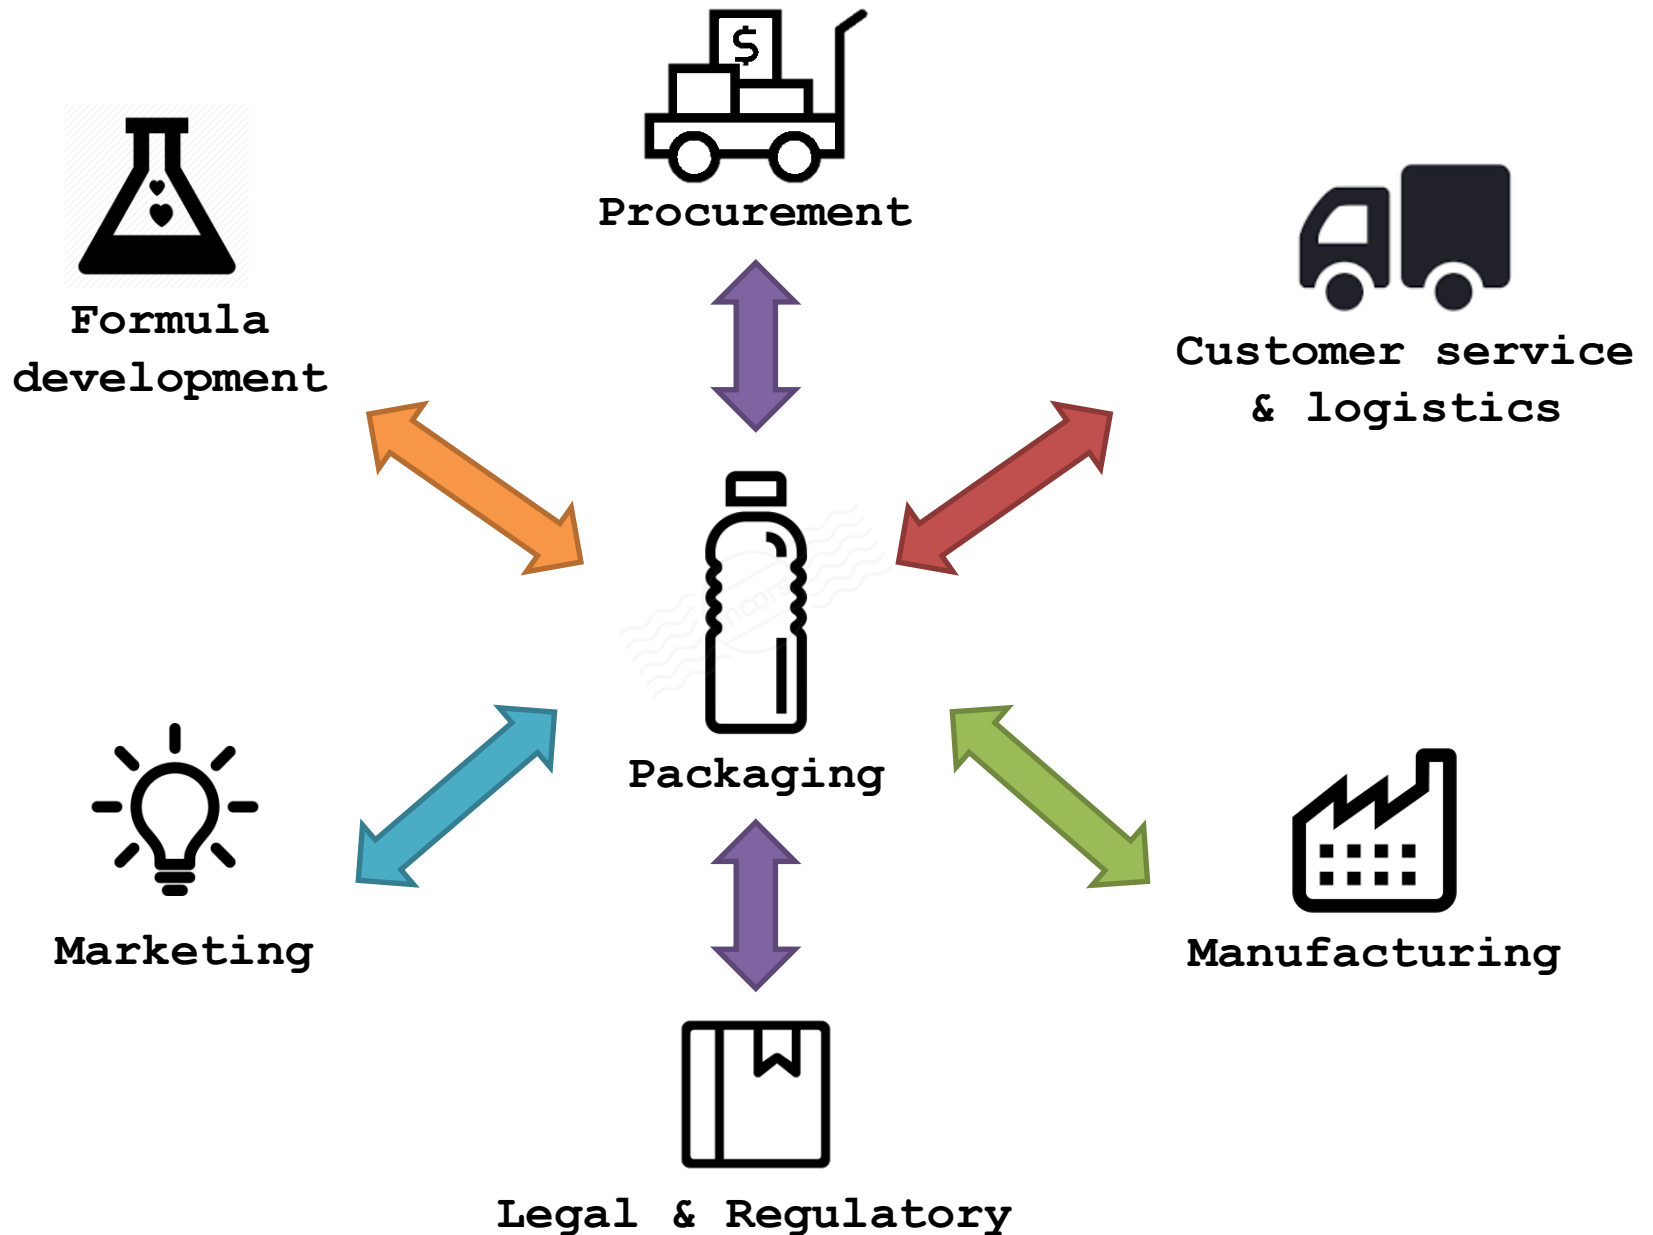 $
Procurement
Formula
development
Customer service
& logistics
Packaging
Marketing
Manufacturing
Legal & Regulatory